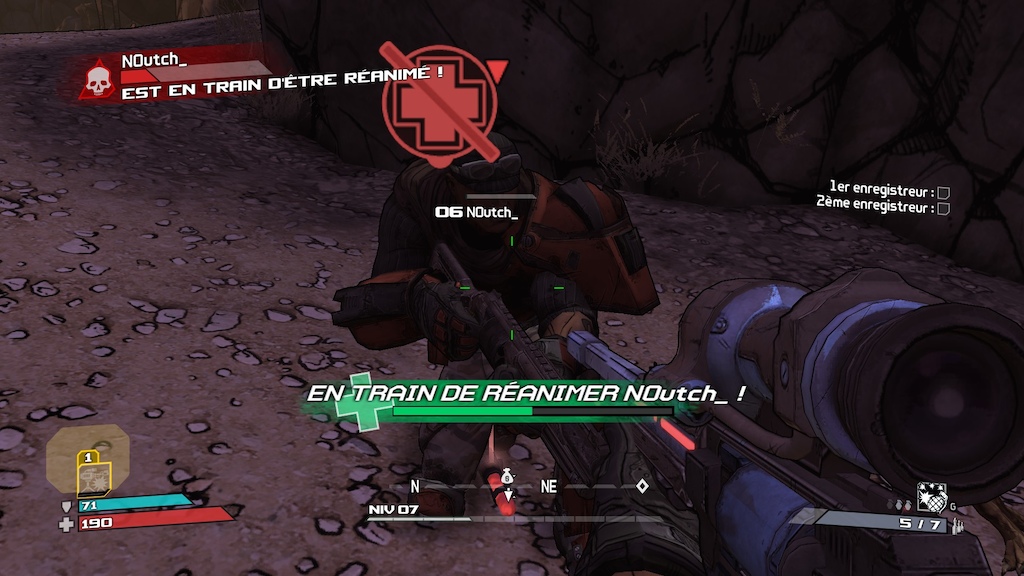 NOutch_
EST EN TRAIN D'ÊTRE RÉANIMÉ !
1er enregistreur :
2ème enregistreur :
06 NOutch_
EN TRAIN DE RÉANIMER NOutch_ !
1
71
190
N NE
NIV 07
G
5 / 7